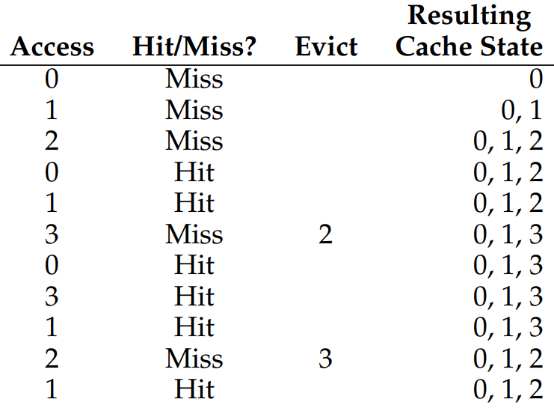 Resulting
Access Hit/Miss? Evict Cache State
0 Miss 0
1 Miss 0, 1
2 Miss 0, 1, 2
0 Hit 0, 1, 2
1 Hit 0, 1, 2
3 Miss 2 0, 1, 3
0 Hit 0, 1, 3
3 Hit 0, 1, 3
1 Hit 0, 1, 3
2 Miss 3 0, 1, 2
1 Hit 0, 1, 2